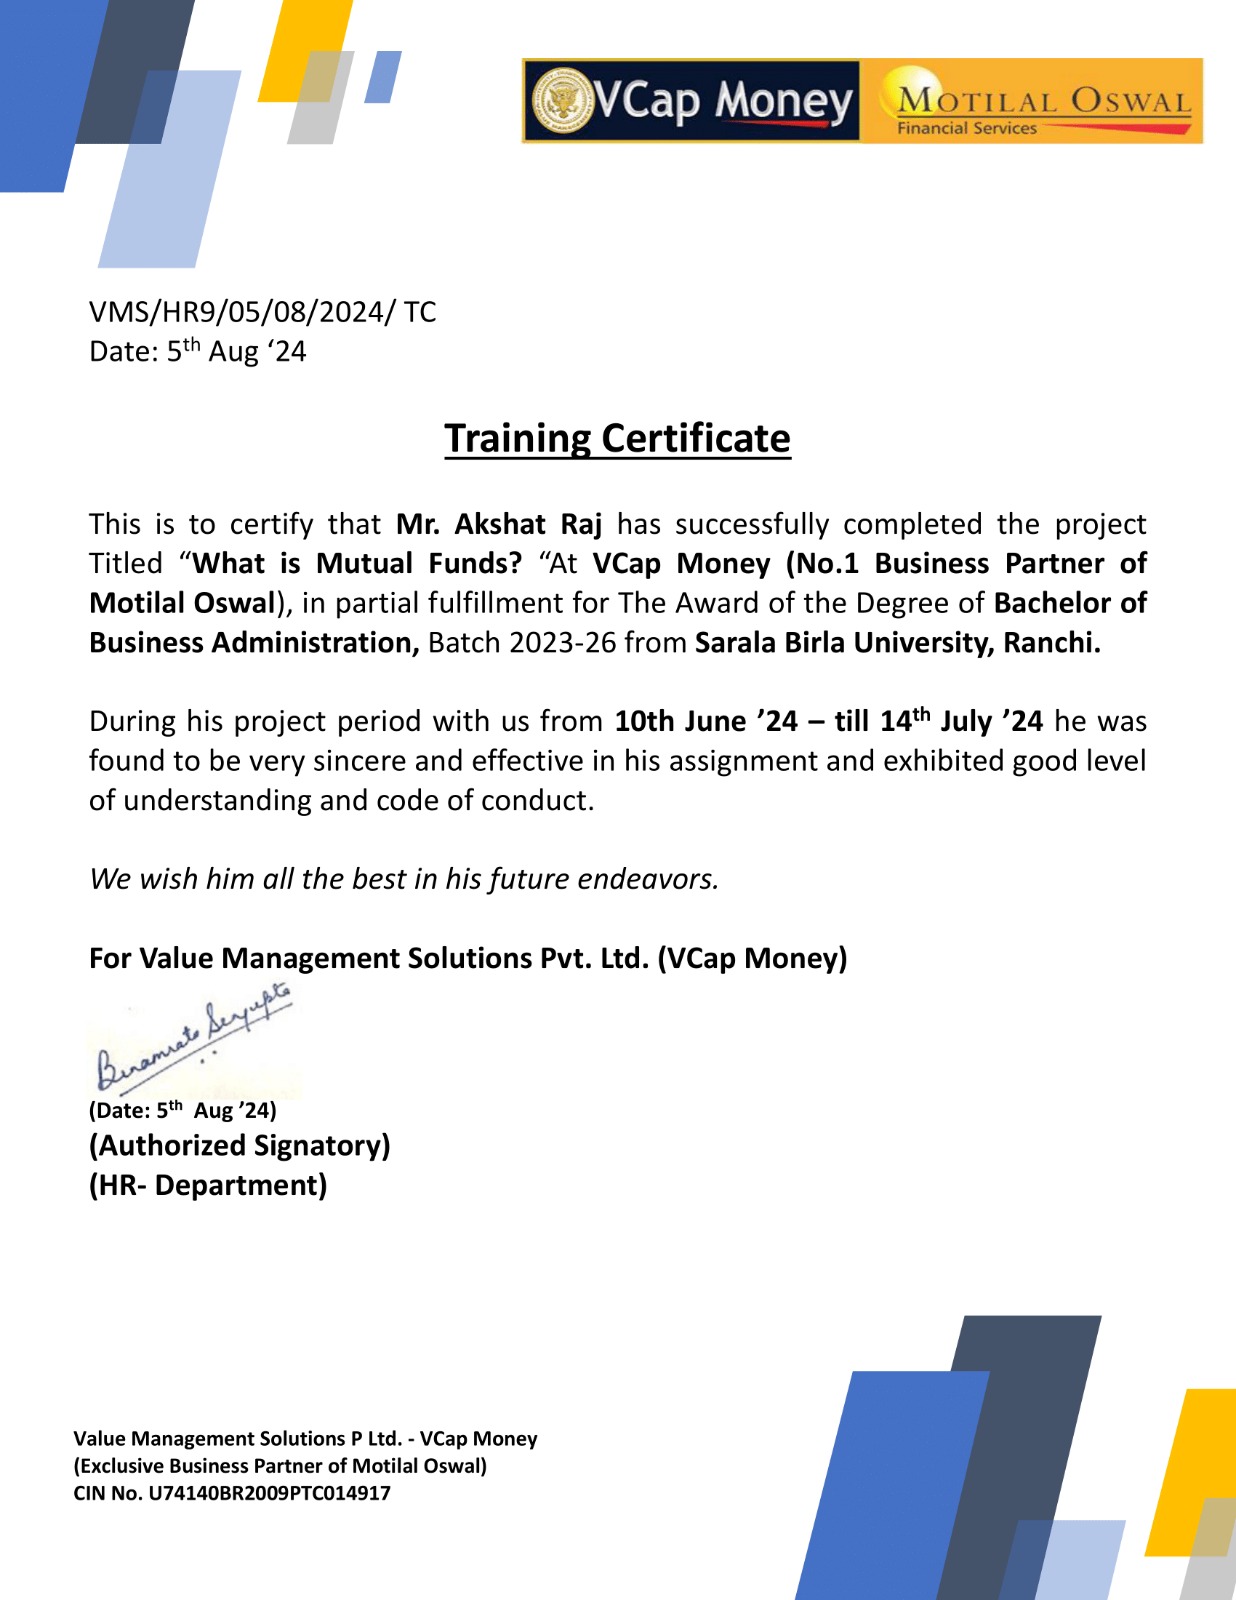 VCap Money
MOTILAL OSWAL
Financial Services
VMS/HR9/05/08/2024/ TC
Date: 5th Aug ‘24
Training Certificate
This is to certify that Mr. Akshat Raj has successfully completed the project
Titled “What is Mutual Funds? “At VCap Money (No.1 Business Partner of
Motilal Oswal), in partial fulfillment for The Award of the Degree of Bachelor of
Business Administration, Batch 2023-26 from Sarala Birla University, Ranchi.
During his project period with us from 10th June ’24 – till 14th July ’24 he was
found to be very sincere and effective in his assignment and exhibited good level
of understanding and code of conduct.
We wish him all the best in his future endeavors.
For Value Management Solutions Pvt. Ltd. (VCap Money)
Sengupta
(Date: 5th Aug ’24)
(Authorized Signatory)
(HR- Department)
Value Management Solutions P Ltd. - VCap Money
(Exclusive Business Partner of Motilal Oswal)
CIN No. U74140BR2009PTC014917